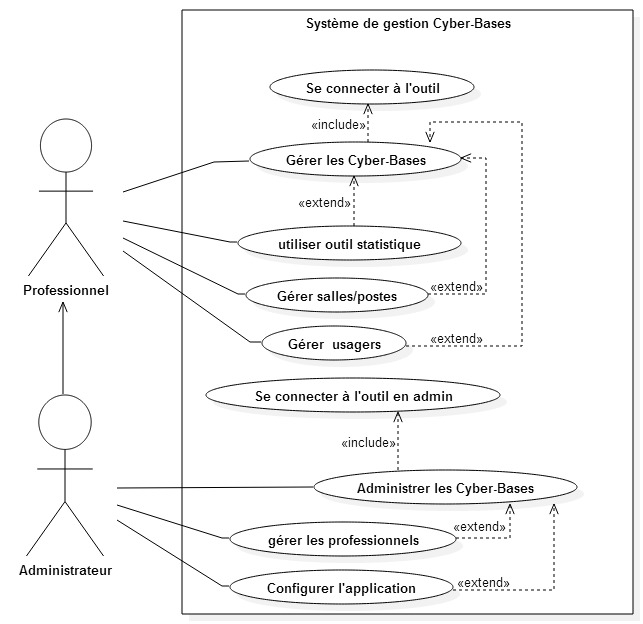 Système de gestion Cyber-Bases
Se connecter à l'outil
«include»
Gérer les Cyber-Bases
«extend»
utiliser outil statistique
Professionnel
Gérer salles/postes
«extend»
Gérer usagers
«extend»
Se connecter à l'outil en admin
«include»
Administrer les Cyber-Bases
«extend»
gérer les professionnels
Administrateur
Configurer l'application
«extend»